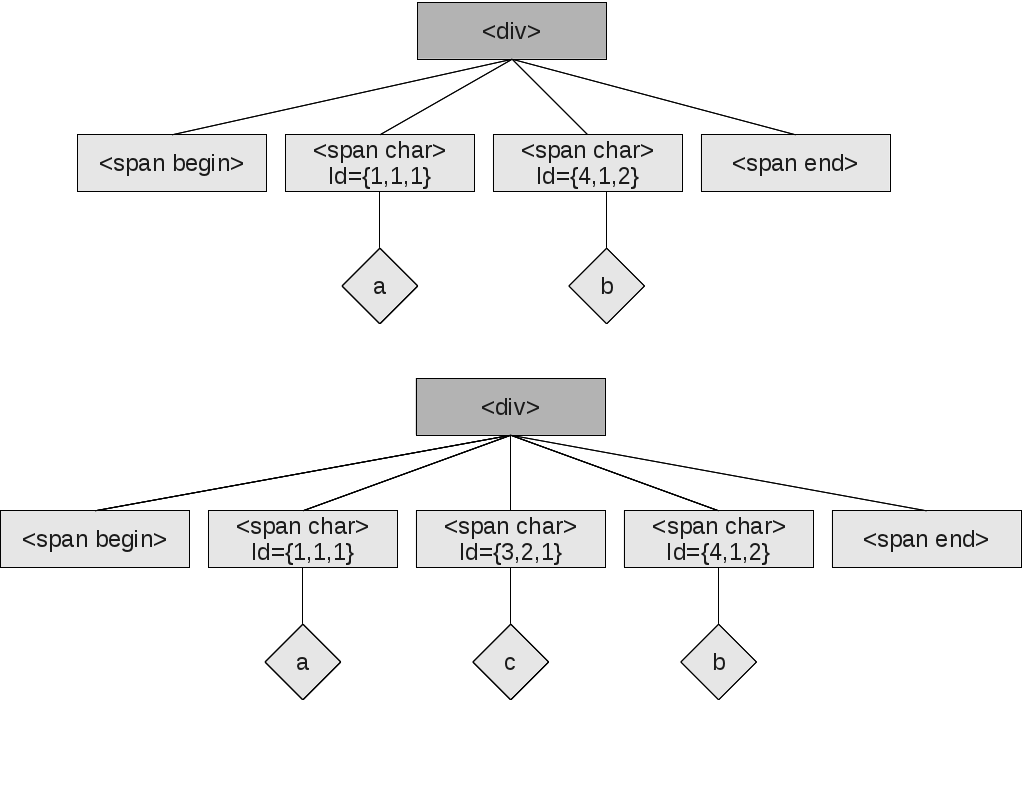 <div>
<span begin>
<span char>
Id={1,1,1}
<span char>
Id={4,1,2}
<span end>
a
b
<div>
<span begin>
<span char>
Id={1,1,1}
<span char>
Id={3,2,1}
<span char>
Id={4,1,2}
<span end>
a
c
b